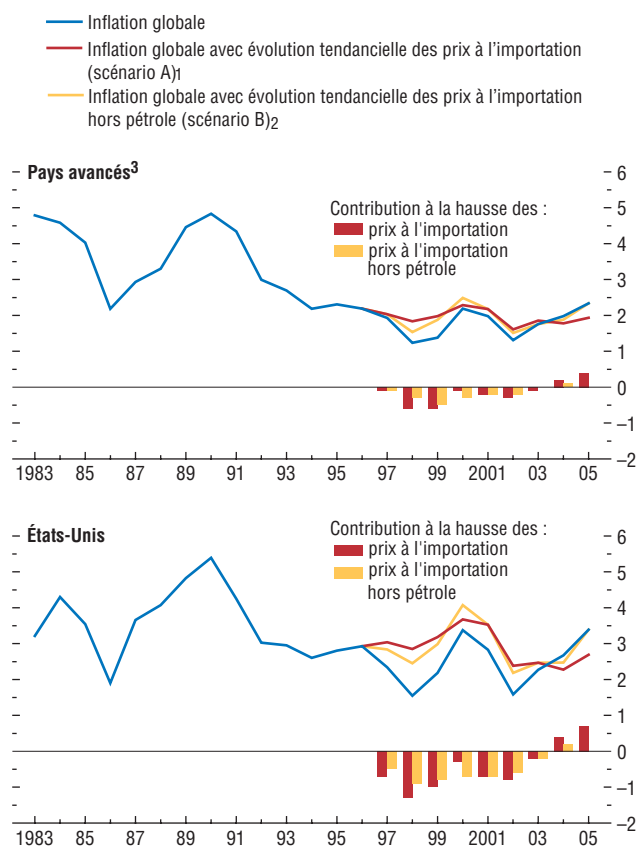 Inflation globale
Inflation globale avec évolution tendancielle des prix à l'importation
(scénario A)1
Inflation globale avec évolution tendancielle des prix à l'importation
hors pétrole (scénario B)2
Pays avancés3
Contribution à la hausse des :
prix à l'importation
prix à l'importation
hors pétrole
6
5
4
3
2
1
0
–1
–2
1983 85 87 89 91 93 95 97 99 2001 03 05
États-Unis
Contribution à la hausse des :
prix à l'importation
prix à l'importation
hors pétrole
6
5
4
3
2
1
0
–1
–2
1983 85 87 89 91 93 95 97 99 2001 03 05